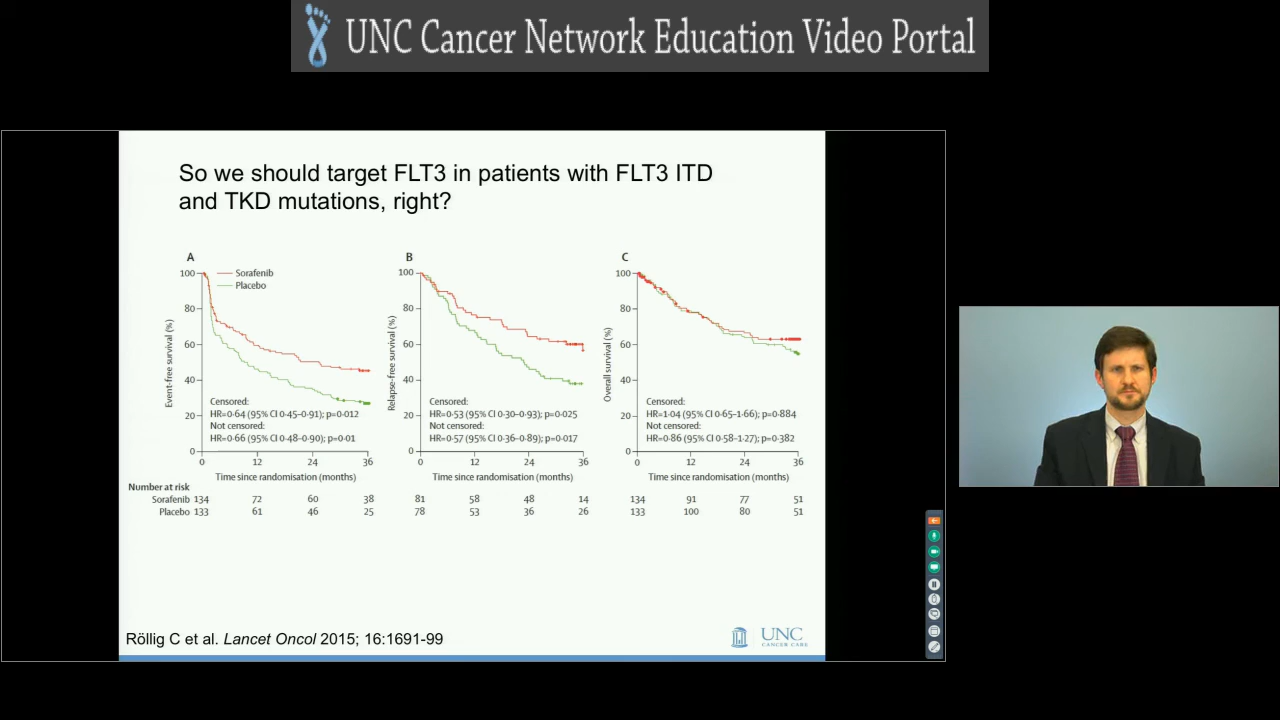 UNC Cancer Network Education Video Portal
So we should target FLT3 in patients with FLT3 ITD
and TKD mutations, right?
A
Sorafenib
Placebo
Event-free survival (%)
100
80
60
40
20
0
Censored:
HR=0·64 (95% CI 0·45–0·91); p=0·012
Not censored:
HR=0·66 (95% CI 0·48–0·90); p=0·01
0 12 24 36
Time since randomisation (months)
B
Relapse-free survival (%)
100
80
60
40
20
0
Censored:
HR=0·53 (95% CI 0·30–0·93); p=0·025
Not censored:
HR=0·57 (95% CI 0·36–0·89); p=0·017
0 12 24 36
Time since randomisation (months)
C
Overall survival (%)
100
80
60
40
20
0
Censored:
HR=1·04 (95% CI 0·65–1·66); p=0·884
Not censored:
HR=0·86 (95% CI 0·58–1·27); p=0·382
0 12 24 36
Time since randomisation (months)
Number at risk
Sorafenib 134 72 60 38 81 58 48 14 134 91 77 51
Placebo 133 61 46 25 78 53 36 26 133 100 80 51
Röllig C et al. Lancet Oncol 2015; 16:1691-99
UNC
CANCER CARE